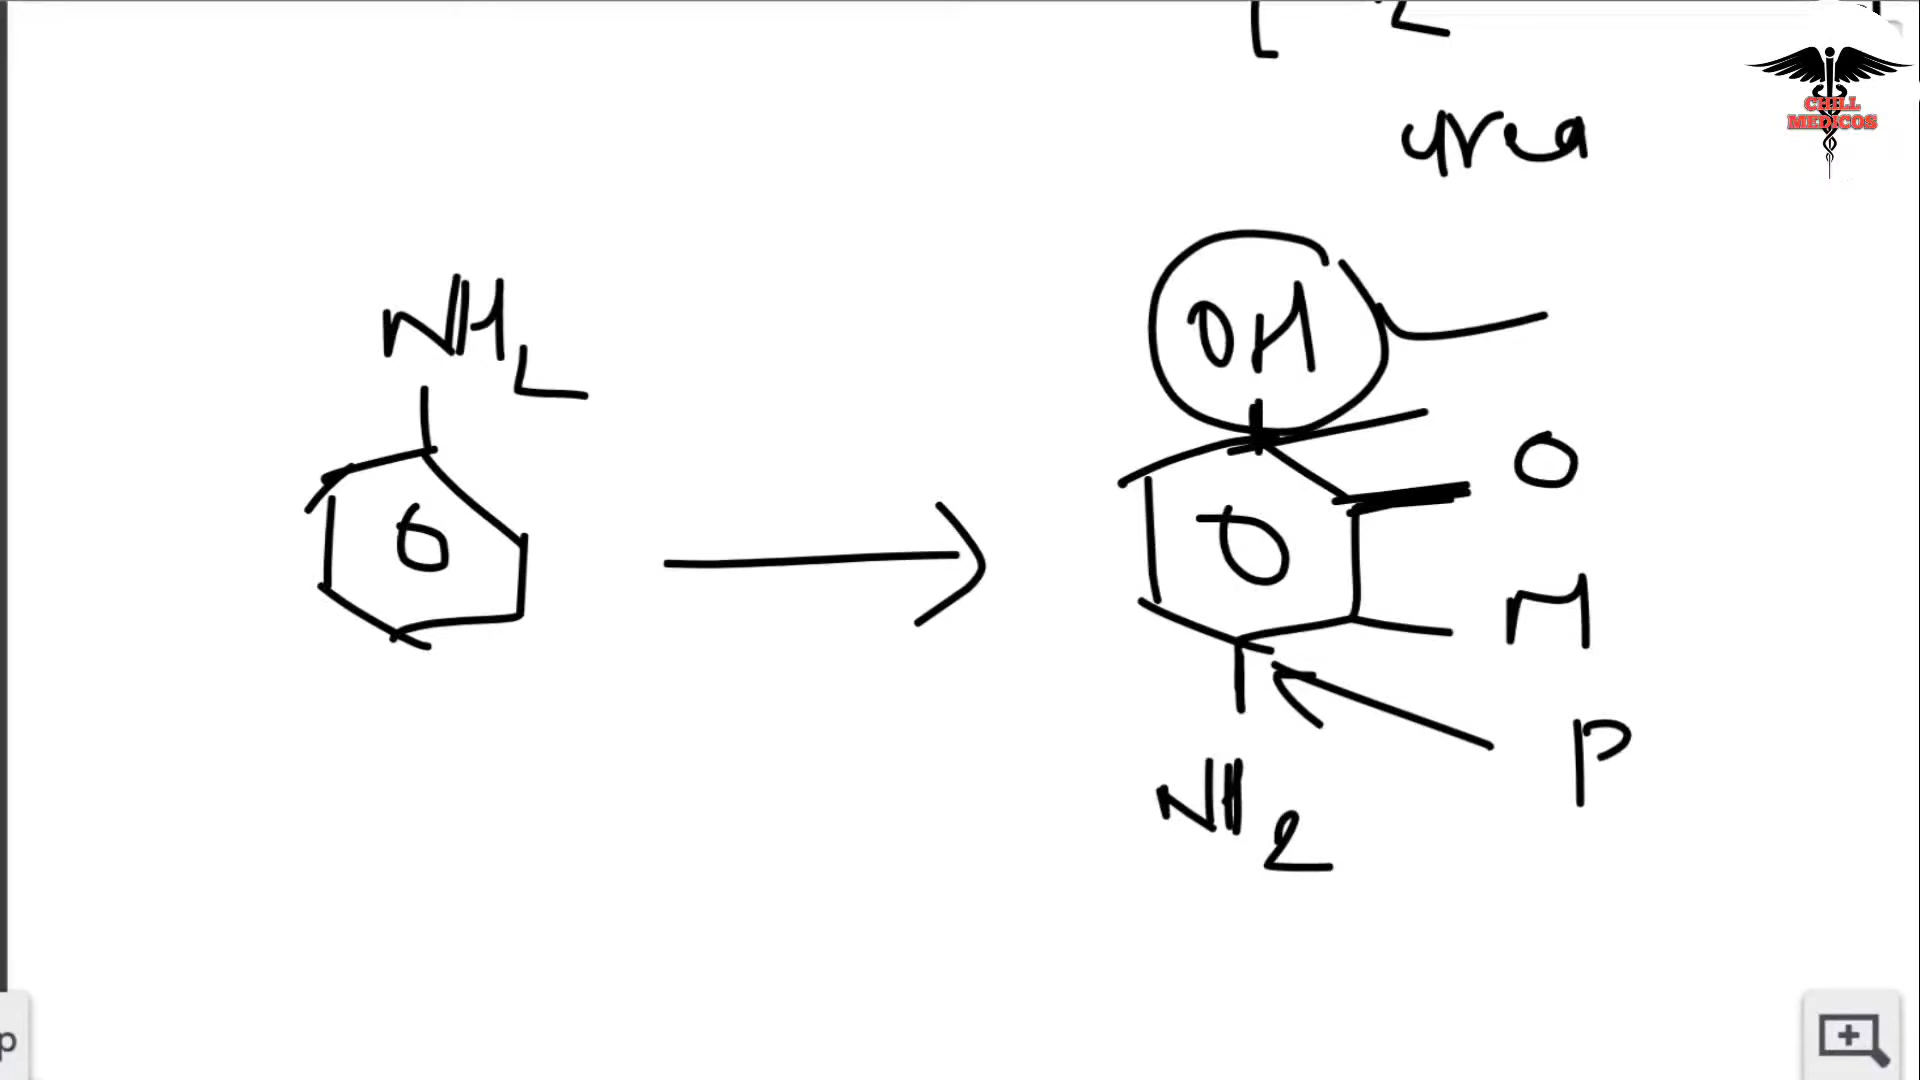 urea
CHILL
MEDICOS
NH2
OH
O
M
P
NH2
p